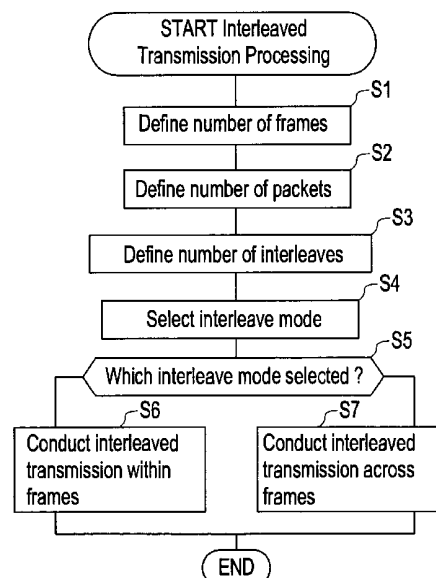 START Interleaved
Transmission Processing
S1
Define number of frames
S2
Define number of packets
S3
Define number of interleaves
S4
Select interleave mode
S5
Which interleave mode selected ?
S6
Conduct interleaved
transmission within
frames
S7
Conduct interleaved
transmission across
frames
END